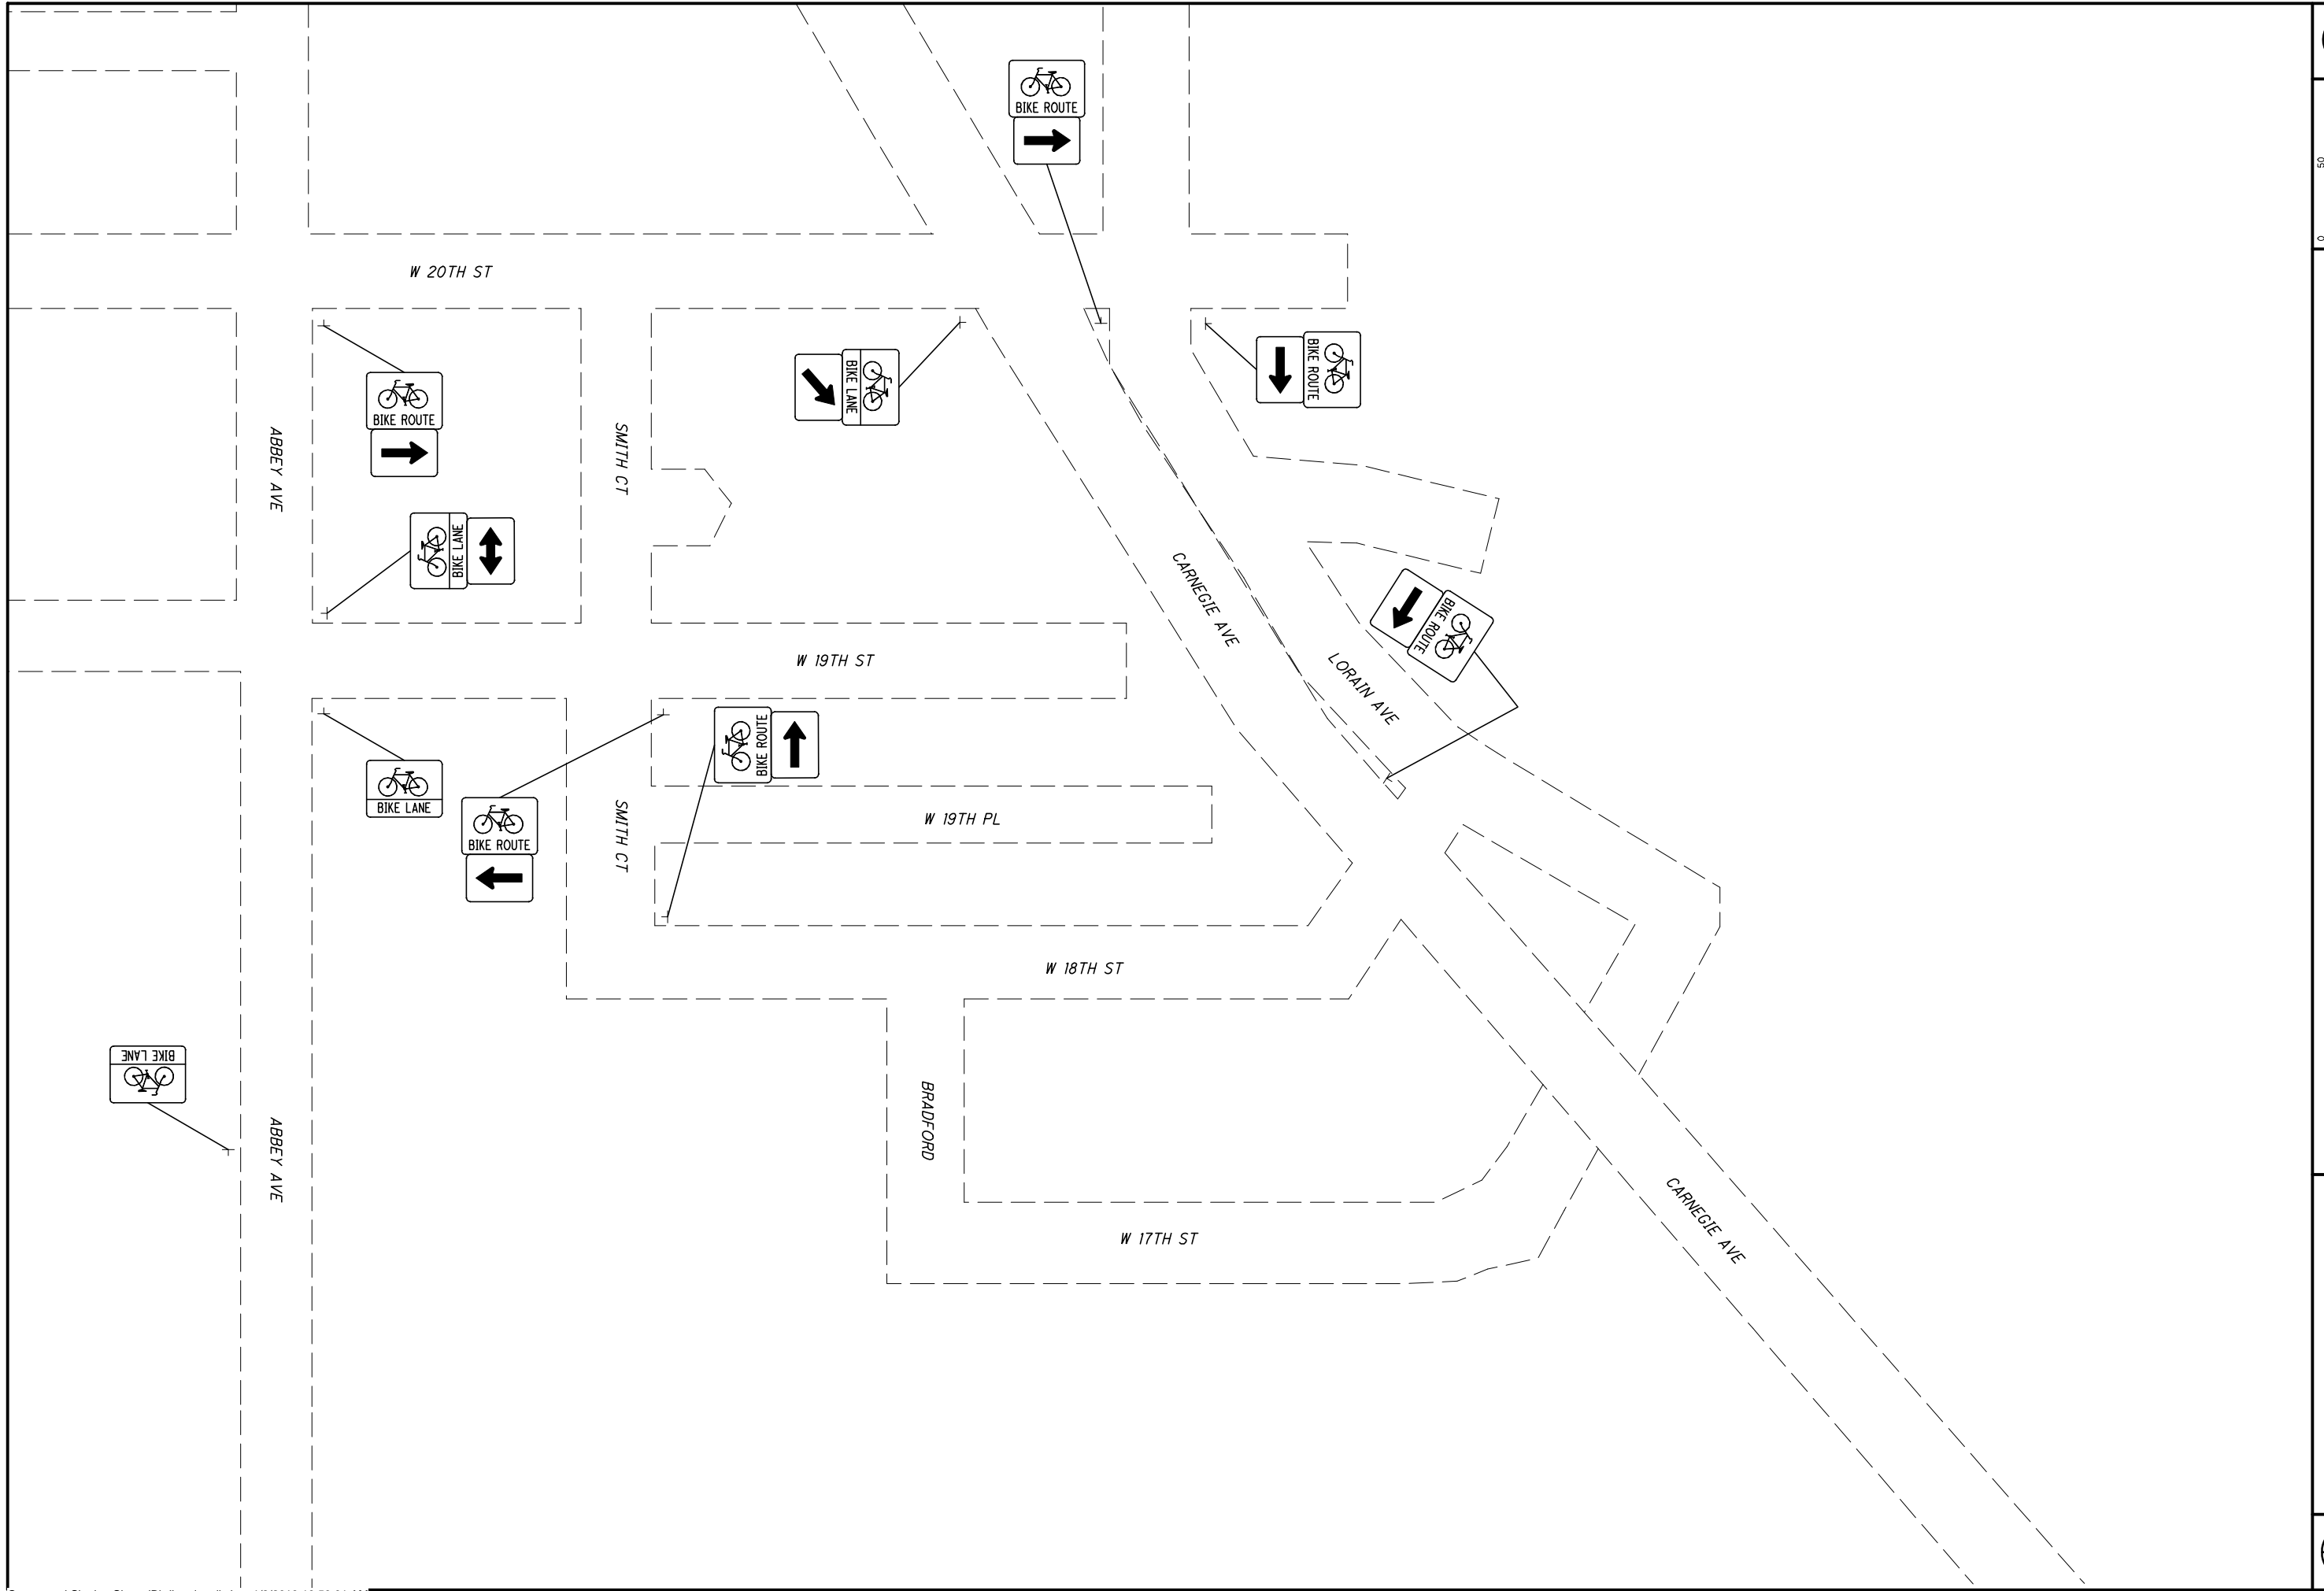 BIKE ROUTE
50
0
W 20TH ST
BIKE ROUTE
BIKE LANE
BIKE ROUTE
ABBEY AVE
SMITH CT
BIKE LANE
CARNEGIE AVE
BIKE ROUTE
LORAIN AVE
W 19TH ST
BIKE ROUTE
BIKE LANE
BIKE ROUTE
SMITH CT
W 19TH PL
W 18TH ST
BIKE LANE
BRADFORD
ABBEY AVE
CARNEGIE AVE
W 17TH ST